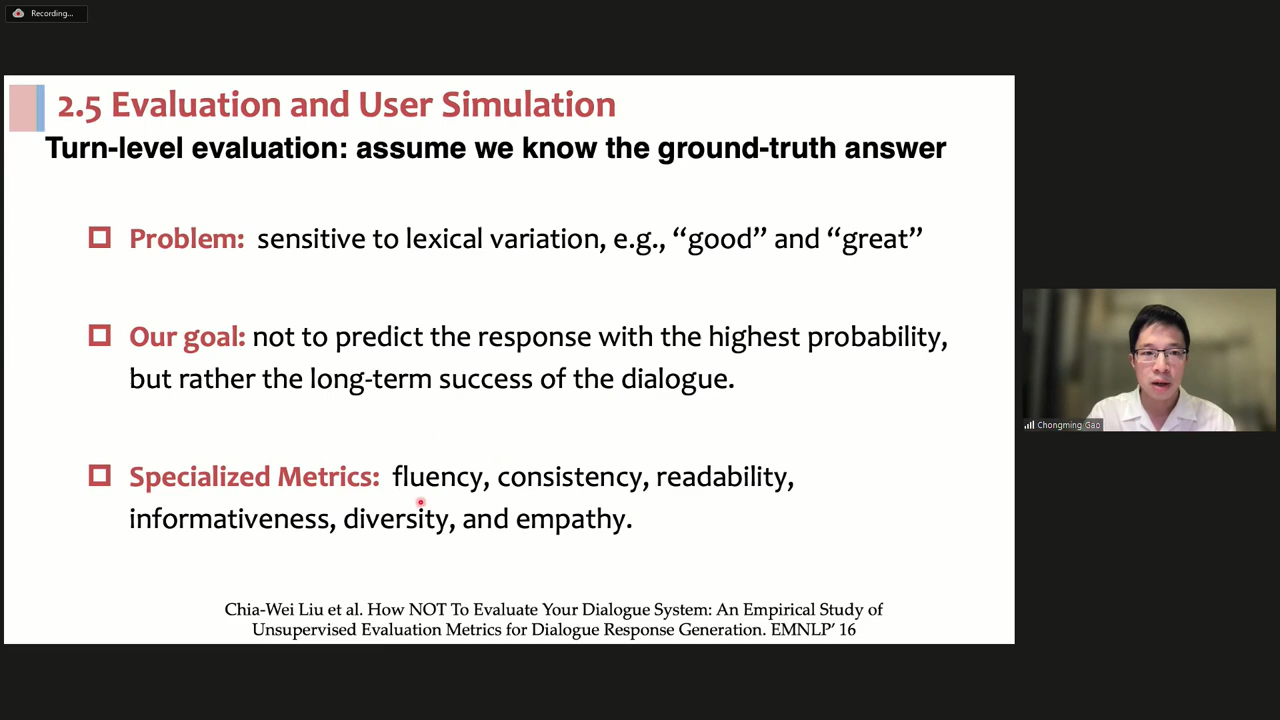 Recording...
2.5 Evaluation and User Simulation
Turn-level evaluation: assume we know the ground-truth answer
Problem: sensitive to lexical variation, e.g., “good” and “great”
Our goal: not to predict the response with the highest probability,
but rather the long-term success of the dialogue.
Specialized Metrics: fluency, consistency, readability,
informativeness, diversity, and empathy.
Chia-Wei Liu et al. How NOT To Evaluate Your Dialogue System: An Empirical Study of
Unsupervised Evaluation Metrics for Dialogue Response Generation. EMNLP’ 16
Chongming Gao